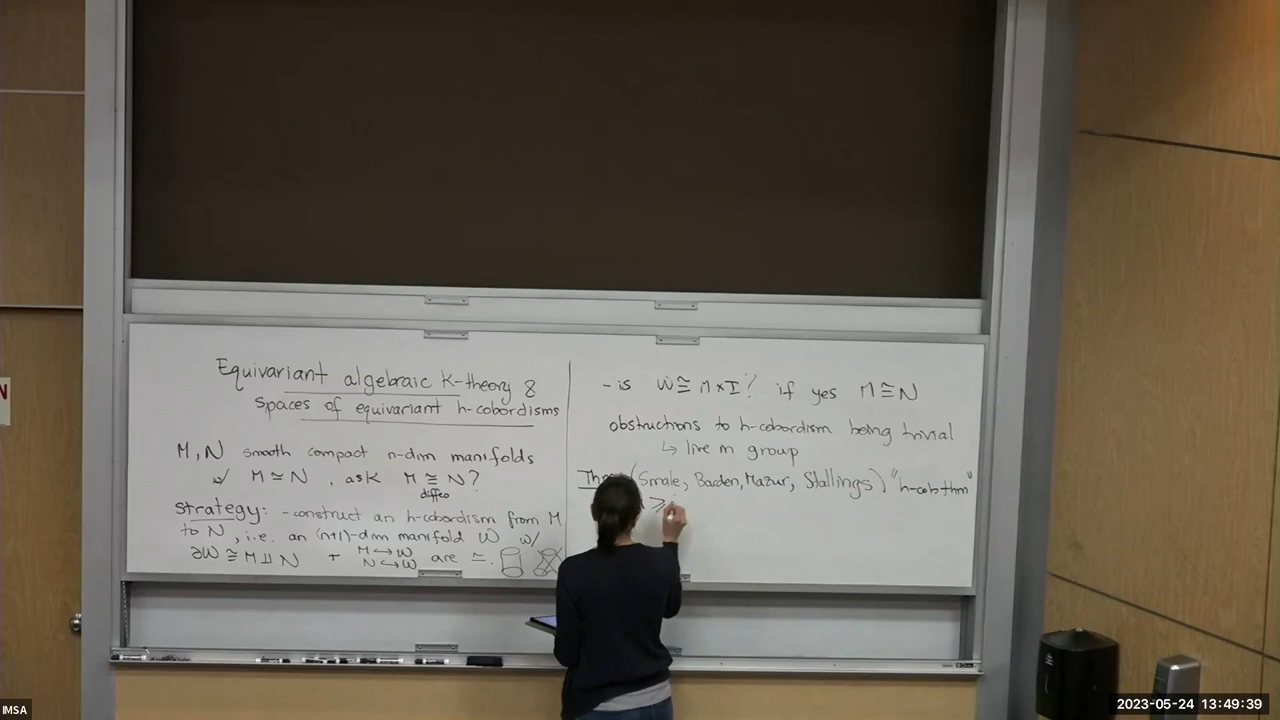 Equivariant algebraic K-theory &
spaces of equivariant h-cobordisms
M, N smooth compact n-dim manifolds
w/ M ≃ N , ask M ≅ N?
diffeo
strategy: - construct an h-cobordism from M
to N, i.e. an (n+1)-dim manifold W w/
∂W ≅ M ⨿ N + M ↪ W are ≃.
N ↪ W
- is W ≅ M × I? if yes M ≅ N
obstructions to h-cobordism being trivial
↳ live in group
(Smale, Barden, Mazur, Stallings) "h-cob thm"
≥
IMSA
2023-05-24 13:49:39